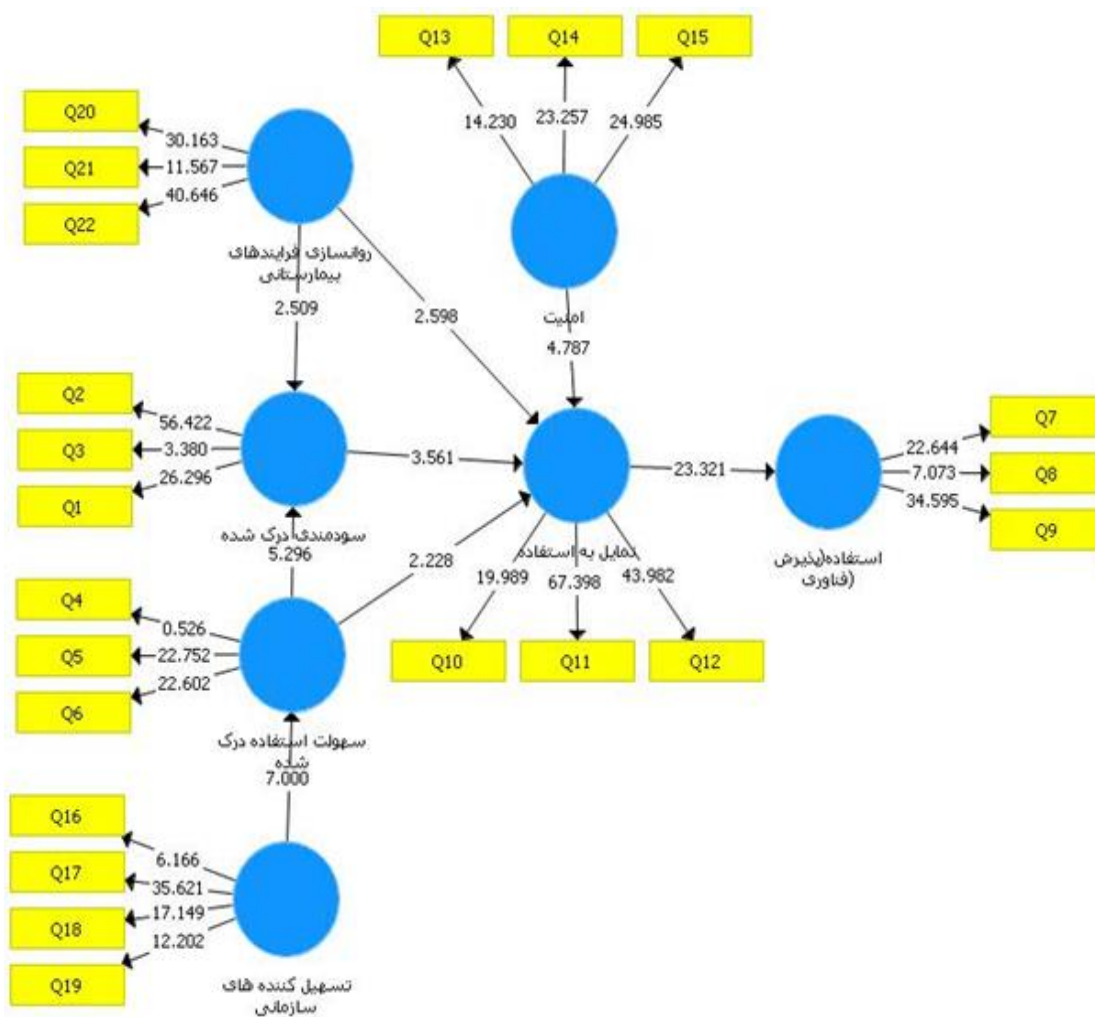 Q13
Q14
Q15
14.230
23.257
24.985
Q20
Q21
Q22
30.163
11.567
40.646
روانسازی فرایندهای
بیمارستانی
امنیت
2.509
2.598
4.787
Q2
Q3
Q1
56.422
3.380
26.296
سودمندی درک شده
3.561
تمایل به استفاده
23.321
Q7
Q8
Q9
22.644
7.073
34.595
استفاده(پذیرش
(فناوری
5.296
2.228
19.989
67.398
43.982
Q10
Q11
Q12
Q4
Q5
Q6
0.526
22.752
22.602
سهولت استفاده درک
شده
7.000
Q16
Q17
Q18
Q19
6.166
35.621
17.149
12.202
تسهیل کننده های
سازمانی